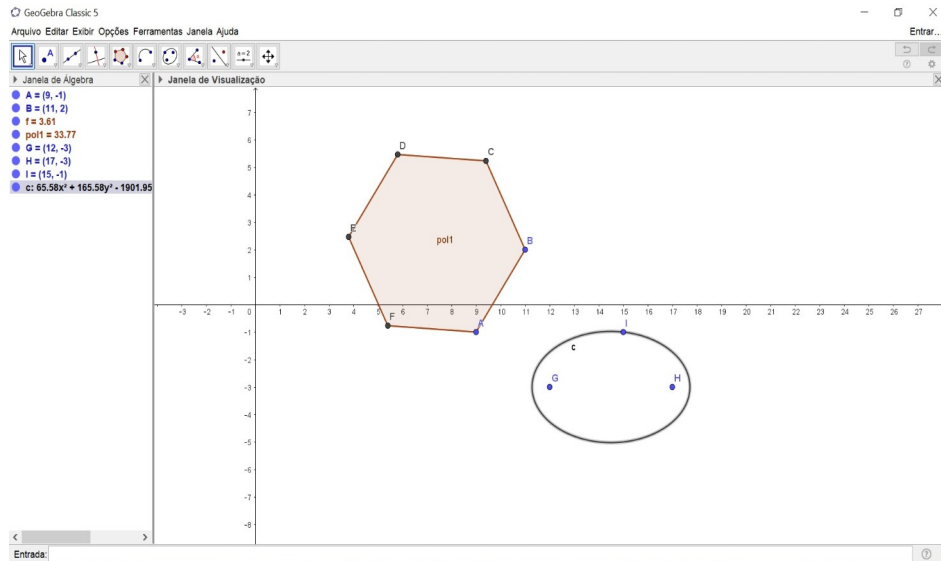 GeoGebra Classic 5
Arquivo Editar Exibir Opções Ferramentas Janela Ajuda
Entrar...
A
a=2
Janela de Álgebra
Janela de Visualização
A = (9, -1)
B = (11, 2)
f = 3.61
pol1 = 33.77
G = (12, -3)
H = (17, -3)
I = (15, -1)
c: 65.58x² + 165.58y² - 1901.95
7
6
5
4
3
2
1
-3 -2 -1 0 1 2 3 4 5 6 7 8 9 10 11 12 13 14 15 16 17 18 19 20 21 22 23 24 25 26 27
-1
-2
-3
-4
-5
-6
-7
-8
D
C
E
pol1
B
F
A
I
c
G
H
Entrada: